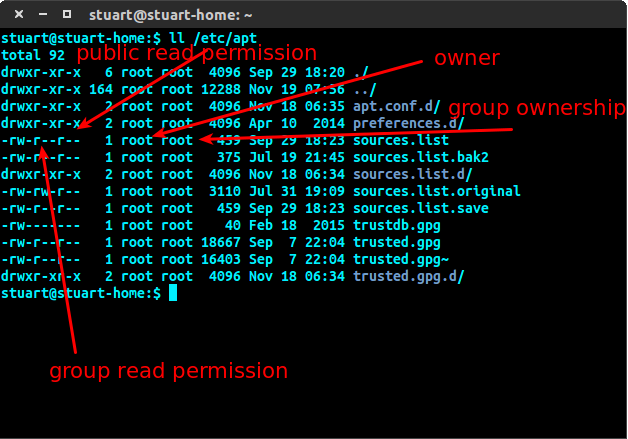 stuart@stuart-home: ~
stuart@stuart-home:$ ll /etc/apt
total 92
public read permission
drwxr-xr-x 6 root root 4096 Sep 29 18:20 ./
owner
drwxr-xr-x 164 root root 12288 Nov 19 07:56 ../
drwxr-xr-x 2 root root 4096 Nov 18 06:35 apt.conf.d/
group ownership
drwxr-xr-x 2 root root 4096 Apr 10 2014 preferences.d/
-rw-r--r-- 1 root root 459 Sep 29 18:23 sources.list
-rw-r--r-- 1 root root 375 Jul 19 21:45 sources.list.bak2
drwxr-xr-x 2 root root 4096 Nov 18 06:34 sources.list.d/
-rw-rw-r-- 1 root root 3110 Jul 31 19:09 sources.list.original
-rw-r--r-- 1 root root 459 Sep 29 18:23 sources.list.save
-rw------- 1 root root 40 Feb 18 2015 trustdb.gpg
-rw-r--r-- 1 root root 18667 Sep 7 22:04 trusted.gpg
-rw-r--r-- 1 root root 16403 Sep 7 22:04 trusted.gpg~
drwxr-xr-x 2 root root 4096 Nov 18 06:34 trusted.gpg.d/
stuart@stuart-home:$
group read permission